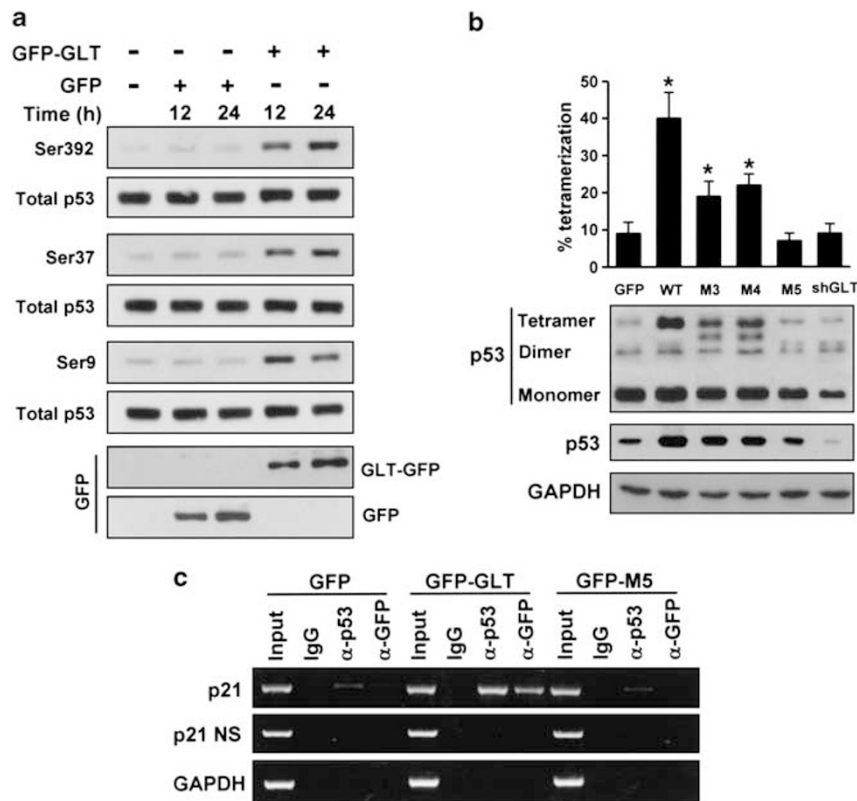 a
GFP-GLT - - - + +
GFP - + + - -
Time (h) 12 24 12 24
Ser392
Total p53
Ser37
Total p53
Ser9
Total p53
GFP
GLT-GFP
GFP
b
% tetramerization
50
40
30
20
10
0
* * *
GFP WT M3 M4 M5 shGLT
p53
Tetramer
Dimer
Monomer
p53
GAPDH
c
GFP GFP-GLT GFP-M5
Input IgG α-p53 α-GFP Input IgG α-p53 α-GFP Input IgG α-p53 α-GFP
p21
p21 NS
GAPDH